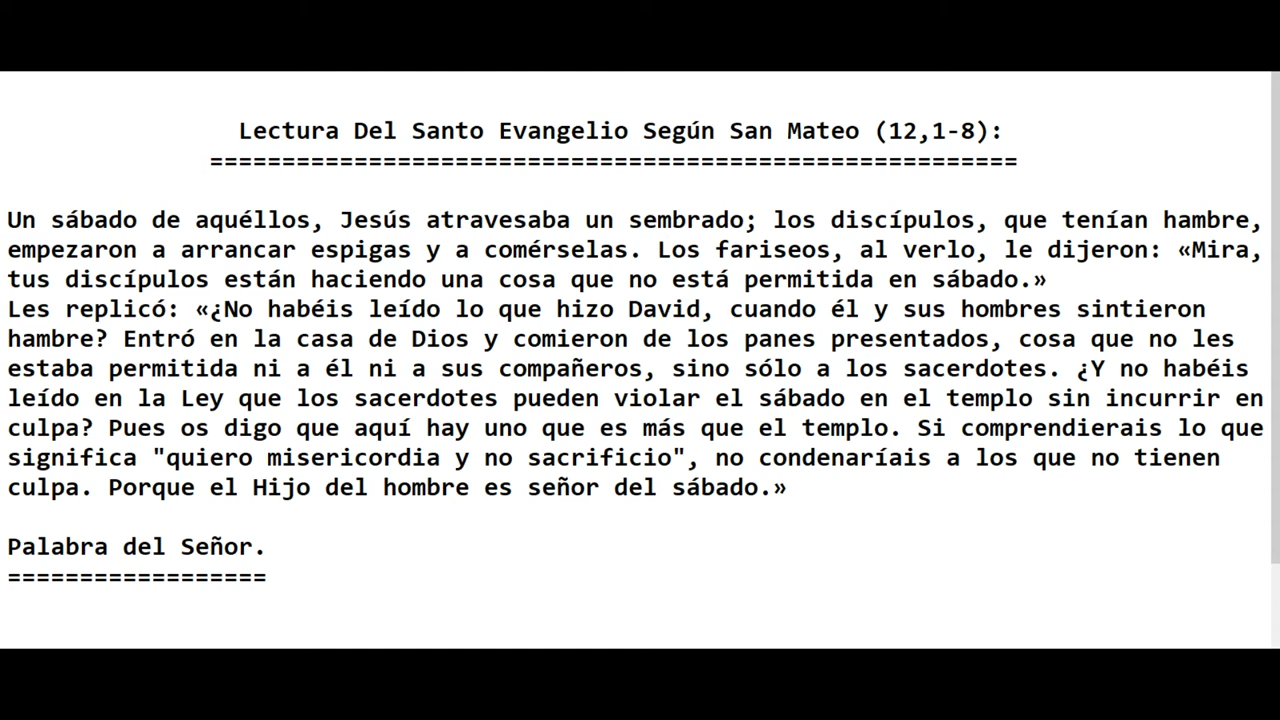 Lectura Del Santo Evangelio Según San Mateo (12,1-8):
========================================================
Un sábado de aquéllos, Jesús atravesaba un sembrado; los discípulos, que tenían hambre,
empezaron a arrancar espigas y a comérselas. Los fariseos, al verlo, le dijeron: «Mira,
tus discípulos están haciendo una cosa que no está permitida en sábado.»
Les replicó: «¿No habéis leído lo que hizo David, cuando él y sus hombres sintieron
hambre? Entró en la casa de Dios y comieron de los panes presentados, cosa que no les
estaba permitida ni a él ni a sus compañeros, sino sólo a los sacerdotes. ¿Y no habéis
leído en la Ley que los sacerdotes pueden violar el sábado en el templo sin incurrir en
culpa? Pues os digo que aquí hay uno que es más que el templo. Si comprendierais lo que
significa "quiero misericordia y no sacrificio", no condenaríais a los que no tienen
culpa. Porque el Hijo del hombre es señor del sábado.»
Palabra del Señor.
==================